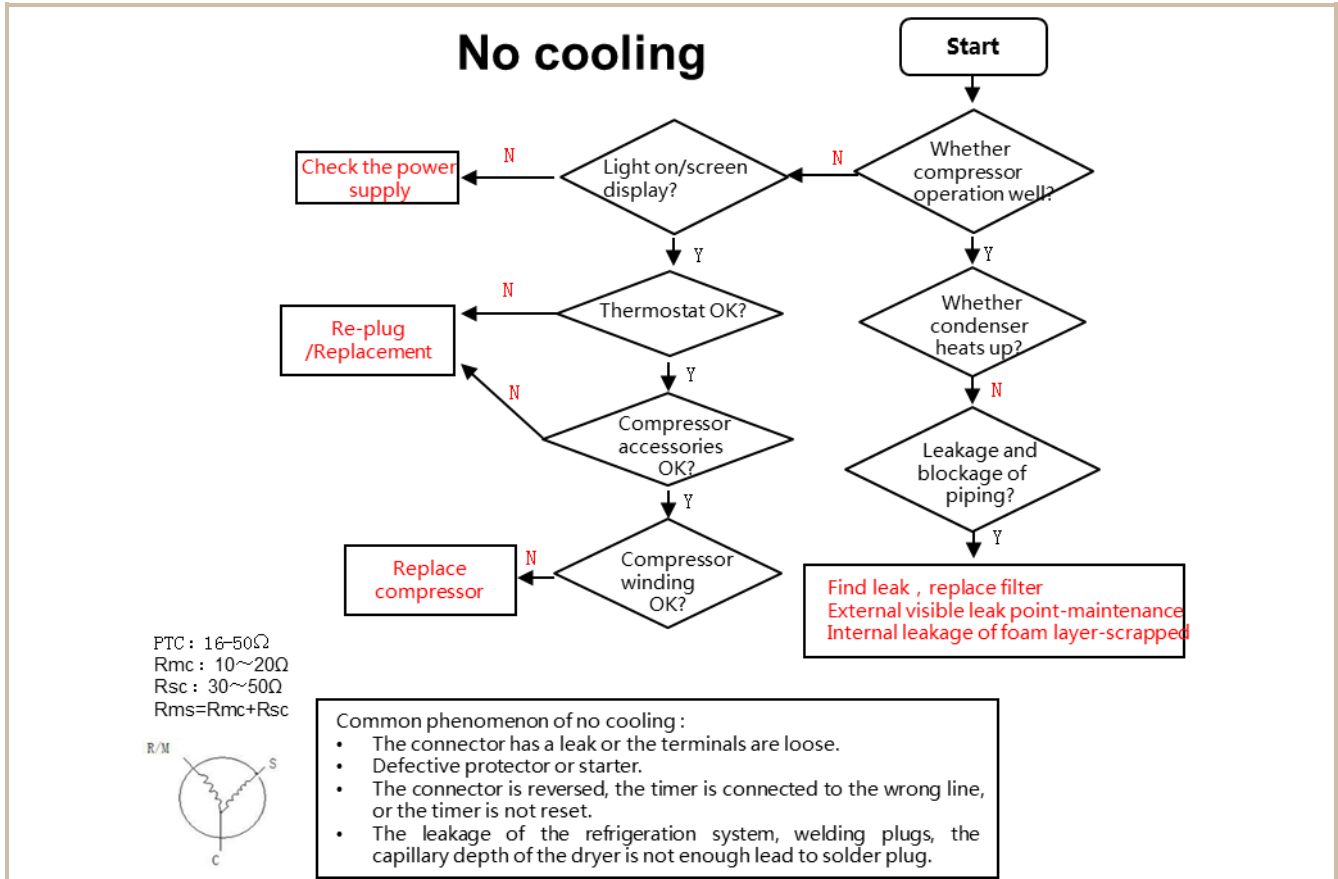 No cooling
Start
Whether
compressor
operation well?
N
Y
Light on/screen
display?
N
Check the power
supply
Y
Whether
condenser
heats up?
N
Thermostat OK?
N
Re-plug
/Replacement
Y
Compressor
accessories
OK?
N
Y
Leakage and
blockage of
piping?
Y
Compressor
winding
OK?
N
Replace
compressor
Find leak , replace filter
External visible leak point-maintenance
Internal leakage of foam layer-scrapped
PTC: 16-50Ω
Rmc: 10~20Ω
Rsc: 30~50Ω
Rms=Rmc+Rsc
R/M
S
C
Common phenomenon of no cooling :
• The connector has a leak or the terminals are loose.
• Defective protector or starter.
• The connector is reversed, the timer is connected to the wrong line,
or the timer is not reset.
• The leakage of the refrigeration system, welding plugs, the
capillary depth of the dryer is not enough lead to solder plug.